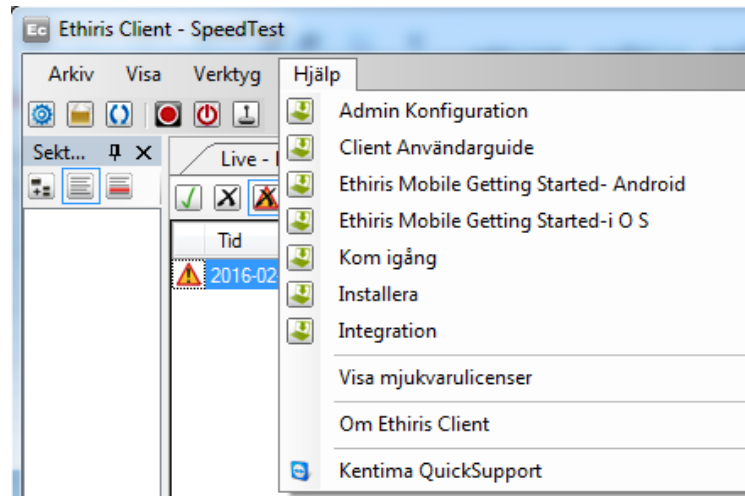 Ec Ethiris Client - SpeedTest
Arkiv Visa Verktyg Hjälp
Sekt...
Live -
Tid
2016-02
Admin Konfiguration
Client Användarguide
Ethiris Mobile Getting Started- Android
Ethiris Mobile Getting Started-i O S
Kom igång
Installera
Integration
Visa mjukvarulicenser
Om Ethiris Client
Kentima QuickSupport